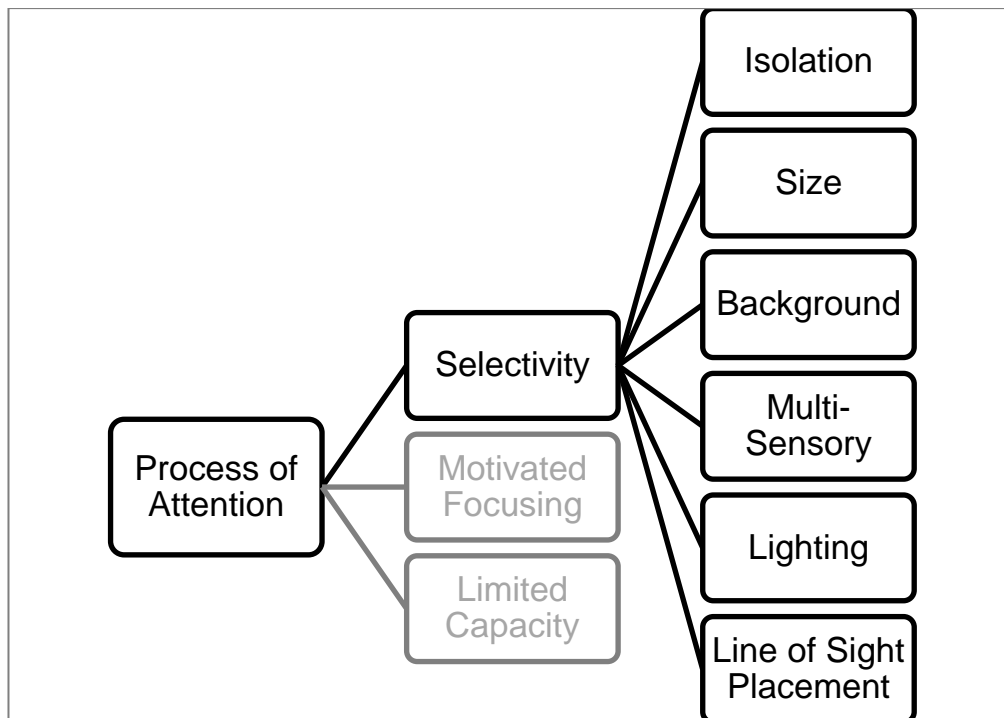 Isolation
Size
Background
Multi-
Sensory
Lighting
Line of Sight
Placement
Selectivity
Motivated
Focusing
Limited
Capacity
Process of
Attention